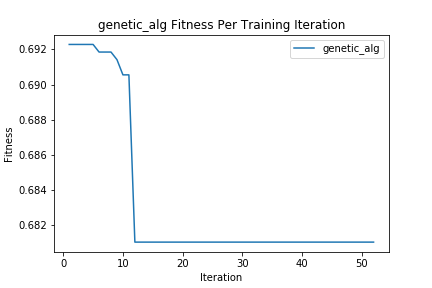 genetic_alg Fitness Per Training Iteration
genetic_alg
Fitness
0.692
0.690
0.688
0.686
0.684
0.682
0 10 20 30 40 50
Iteration